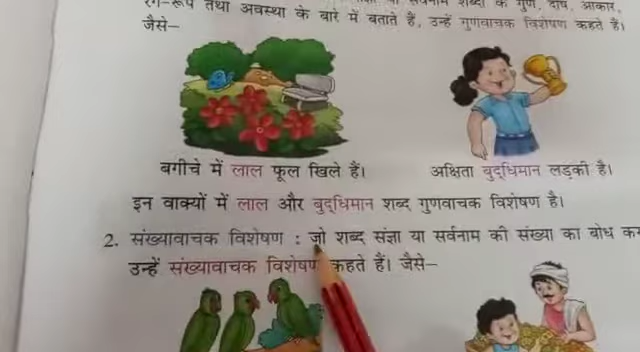 रंग-रूप तथा अवस्था के बारे में बताते हैं, उन्हें गुणवाचक विशेषण कहते हैं।
जैसे–
बगीचे में लाल फूल खिले हैं।
अक्षिता बुद्धिमान लड़की है।
इन वाक्यों में लाल और बुद्धिमान शब्द गुणवाचक विशेषण है।
2. संख्यावाचक विशेषण : जो शब्द संज्ञा या सर्वनाम की संख्या का बोध
उन्हें संख्यावाचक विशेषण कहते हैं। जैसे–